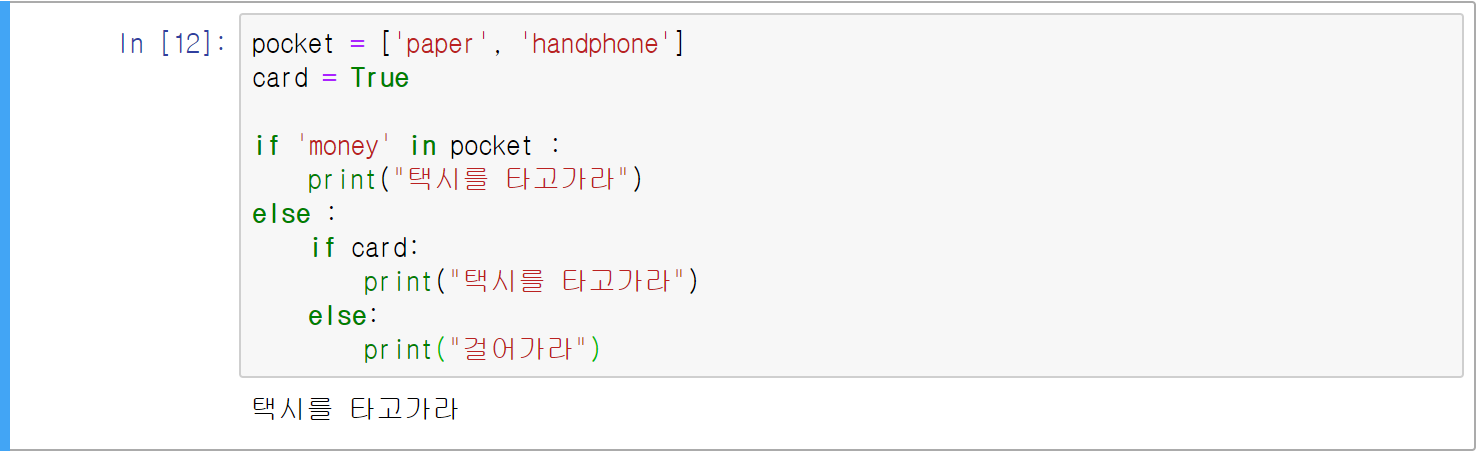 In [12]: pocket = ['paper', 'handphone']
card = True
if 'money' in pocket :
    print("택시를 타고가라")
else :
    if card:
        print("택시를 타고가라")
    else:
        print("걸어가라")
택시를 타고가라